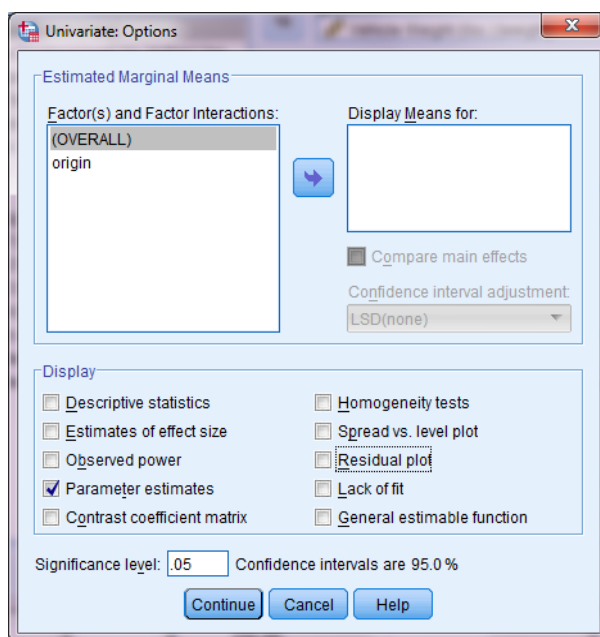 Univariate: Options
Estimated Marginal Means
Factor(s) and Factor Interactions:
(OVERALL)
origin
Display Means for:
Compare main effects
Confidence interval adjustment:
LSD(none)
Display
Descriptive statistics
Homogeneity tests
Estimates of effect size
Spread vs. level plot
Observed power
Residual plot
Parameter estimates
Lack of fit
Contrast coefficient matrix
General estimable function
Significance level: .05 Confidence intervals are 95.0 %
Continue Cancel Help